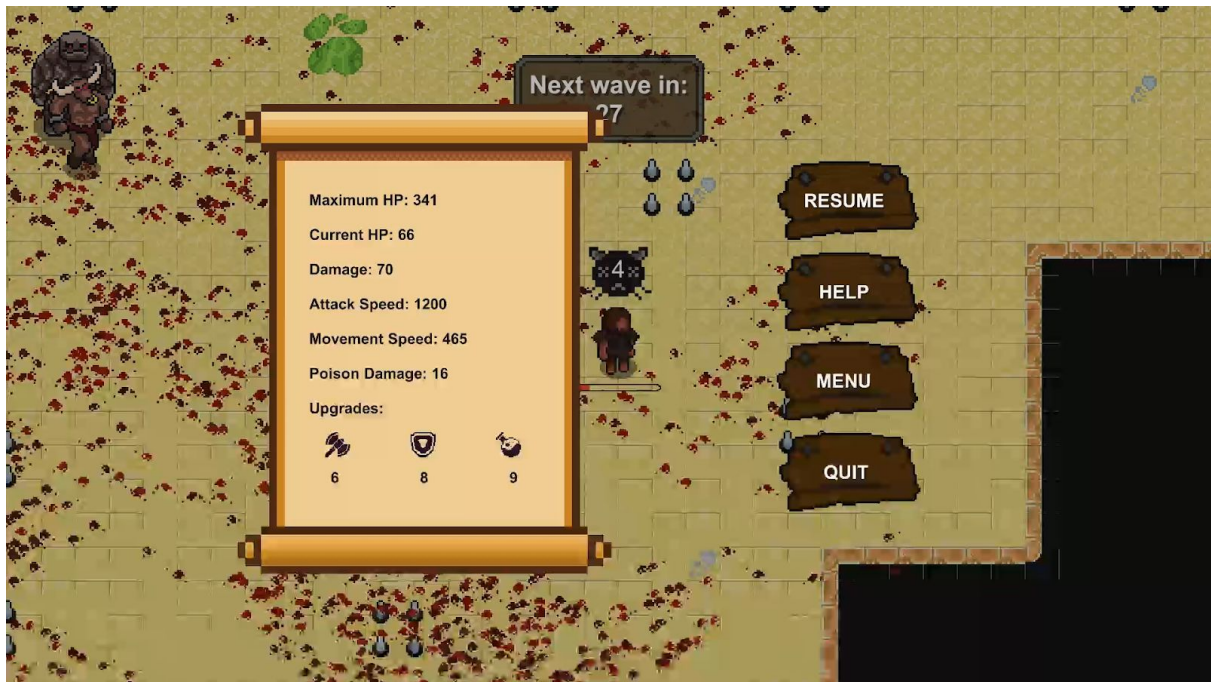 Next wave in:
27
Maximum HP: 341
Current HP: 66
Damage: 70
Attack Speed: 1200
Movement Speed: 465
Poison Damage: 16
Upgrades:
6 8 9
4
RESUME
HELP
MENU
QUIT